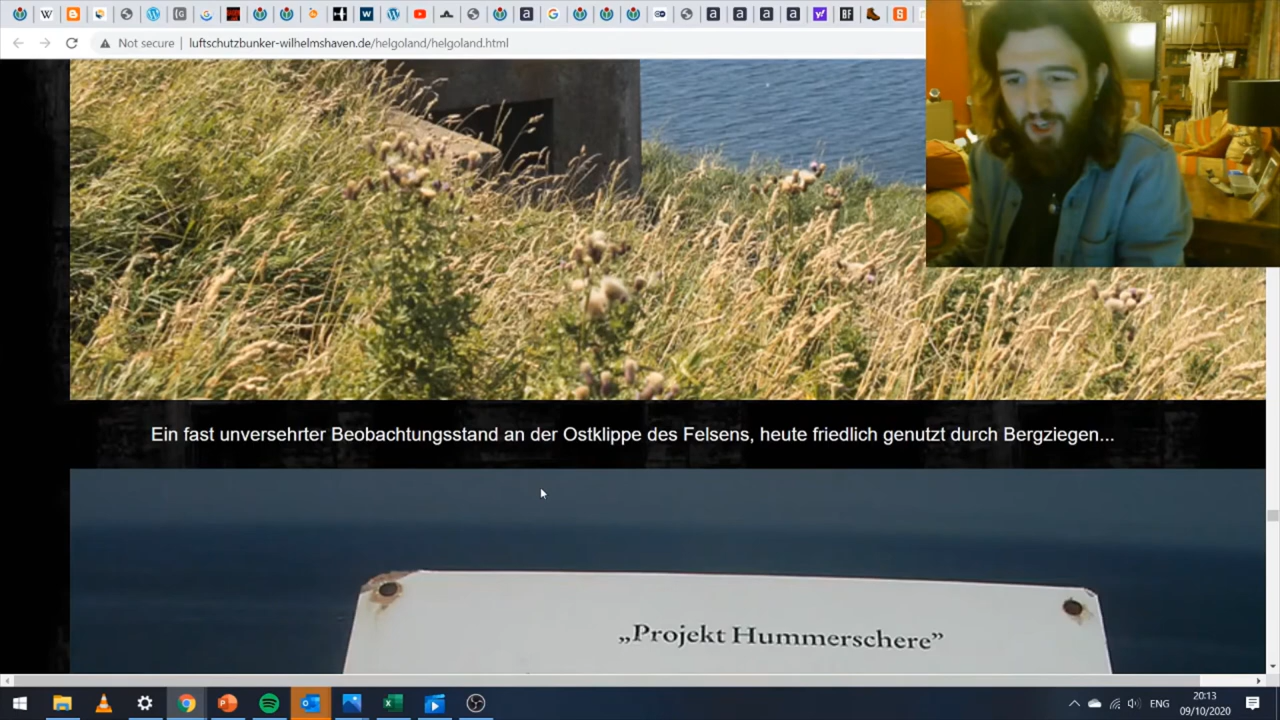 Not secure
luftschutzbunker-wilhelmshaven.de/helgoland/helgoland.html
Ein fast unversehrter Beobachtungsstand an der Ostklippe des Felsens, heute friedlich genutzt durch Bergziegen...
„Projekt Hummerschere”
ENG
20:13
09/10/2020